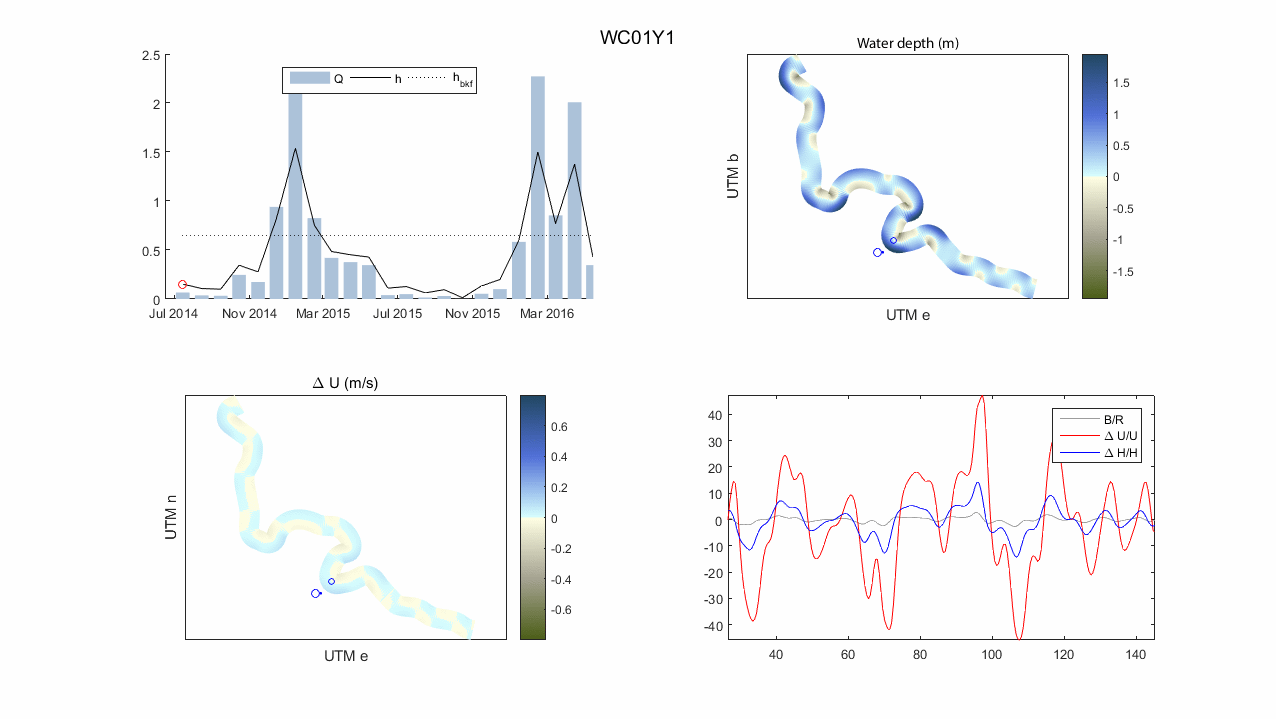 WC01Y1
2.5
2
1.5
1
0.5
0
Q h h_bkf
Jul 2014 Nov 2014 Mar 2015 Jul 2015 Nov 2015 Mar 2016
Water depth (m)
UTM b
UTM e
1.5
1
0.5
0
-0.5
-1
-1.5
Δ U (m/s)
UTM n
UTM e
0.6
0.4
0.2
0
-0.2
-0.4
-0.6
40
30
20
10
0
-10
-20
-30
-40
B/R
Δ U/U
Δ H/H
40 60 80 100 120 140